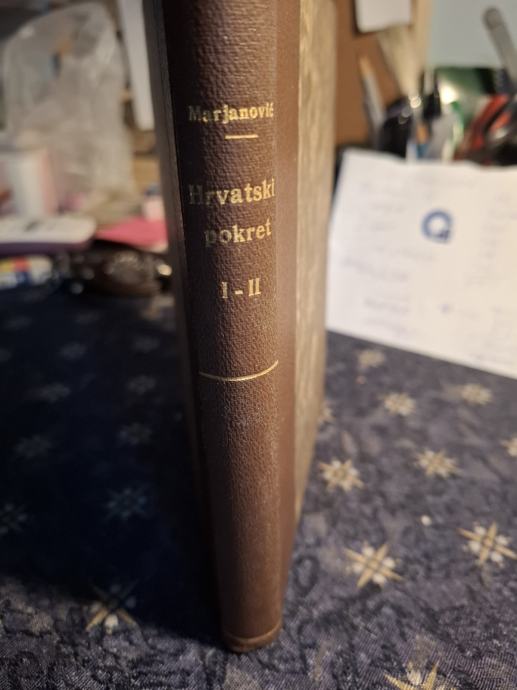 Marjanović
Hrvatski
pokret
I - II